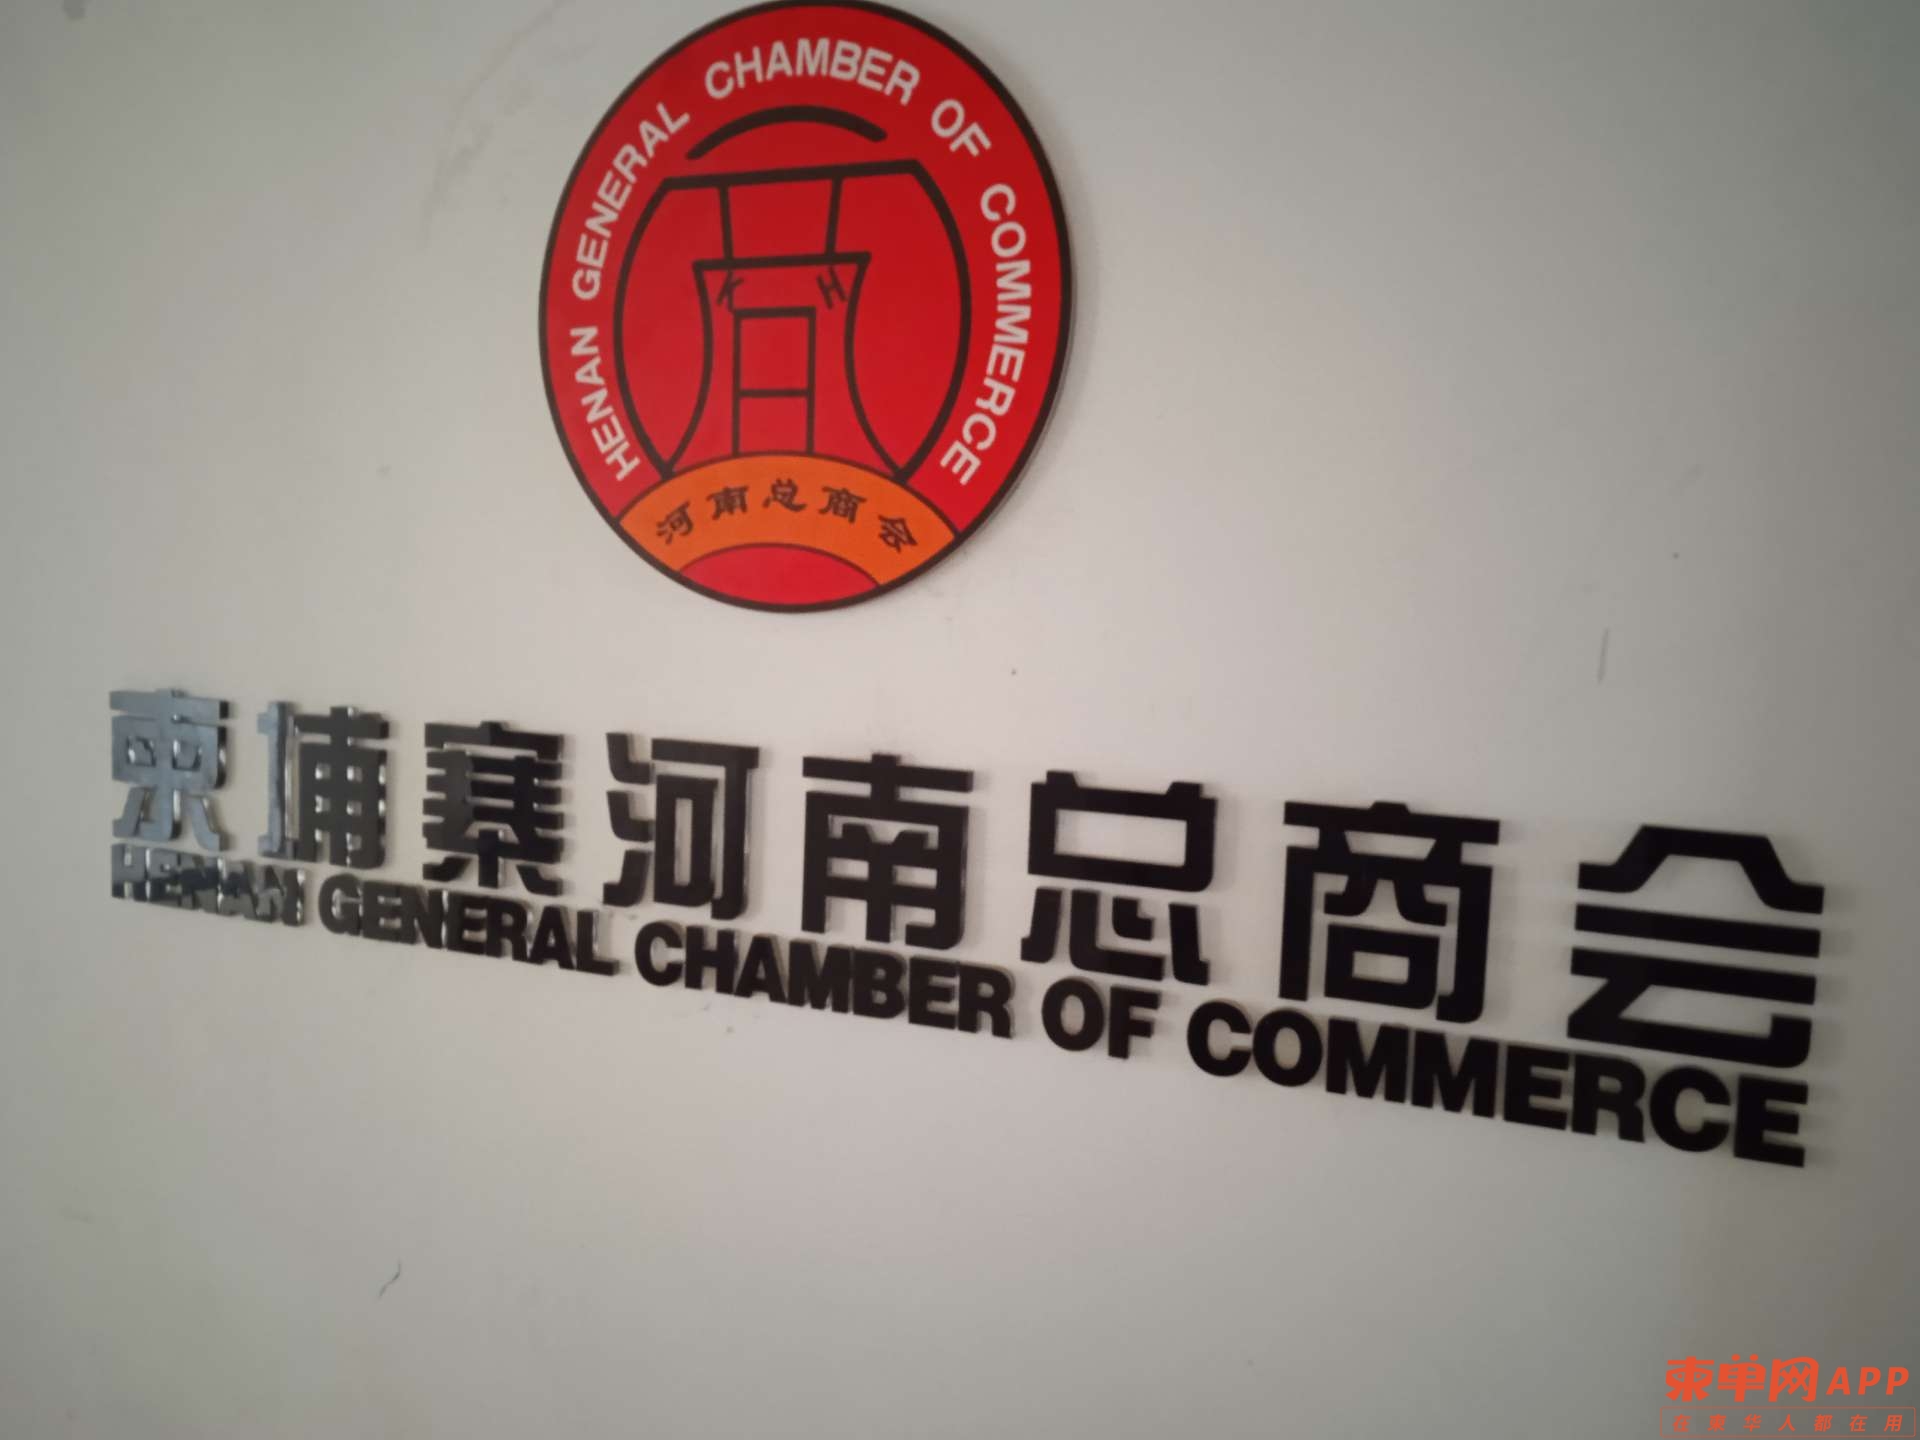 HENAN GENERAL CHAMBER OF COMMERCE
K H
河南总商会
柬埔寨河南总商会
HENAN GENERAL CHAMBER OF COMMERCE
柬单网APP
在柬华人都在用